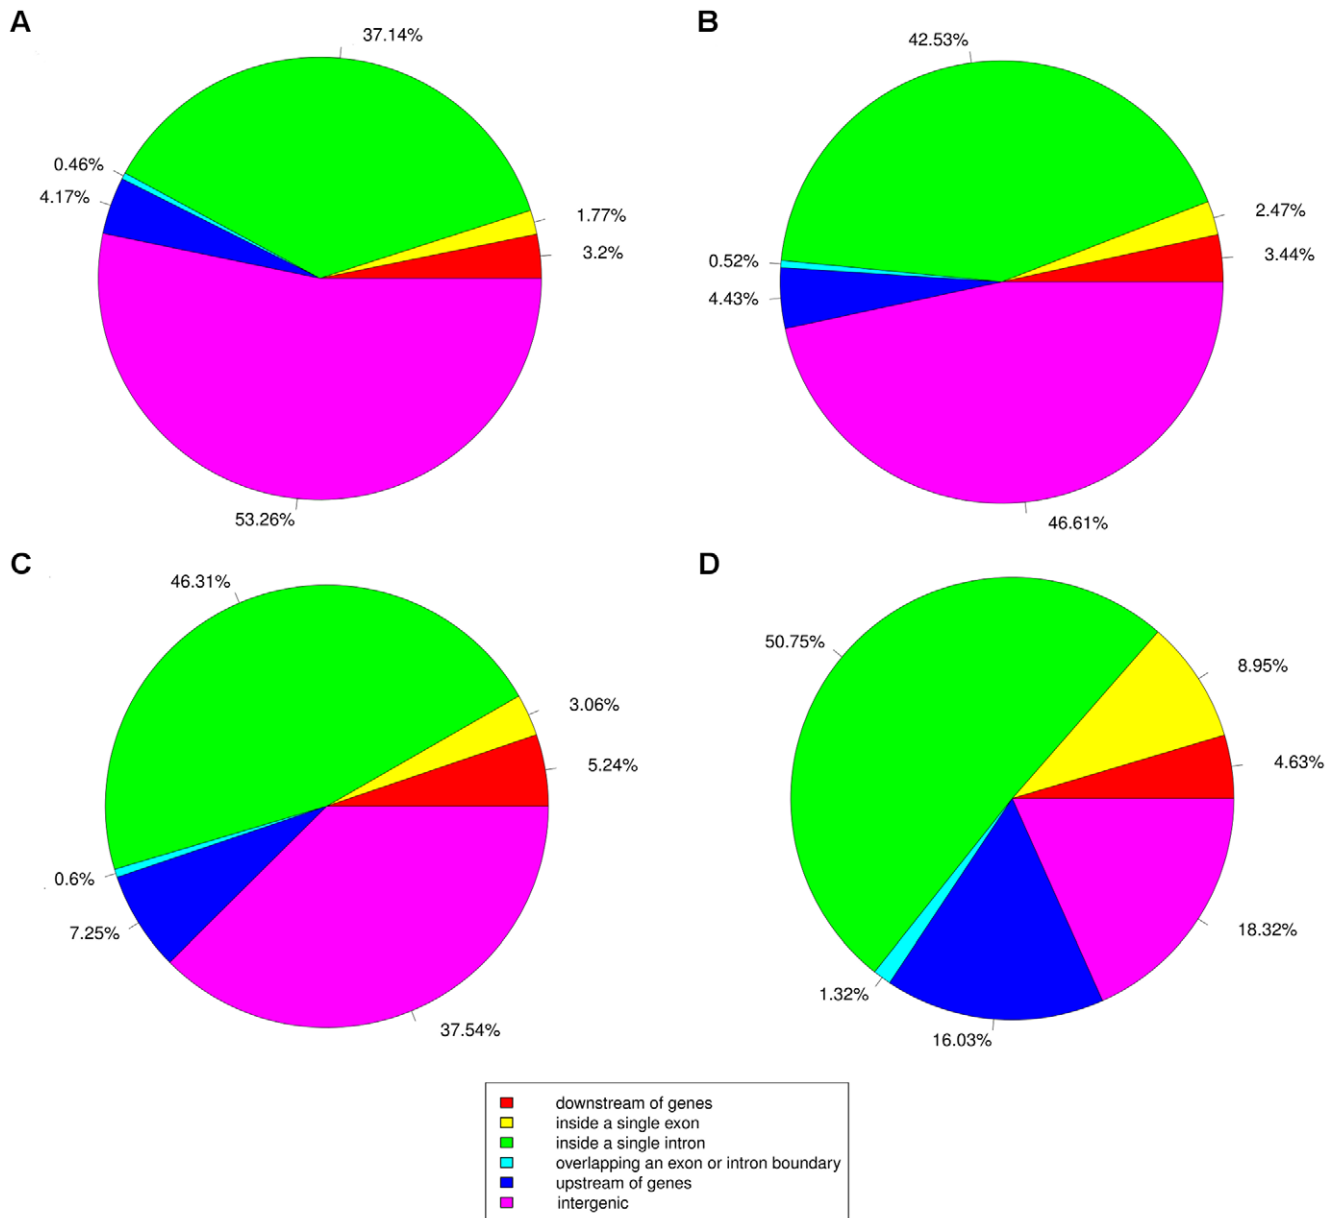 A
37.14%
0.46%
4.17%
1.77%
3.2%
53.26%
B
42.53%
2.47%
0.52%
3.44%
4.43%
46.61%
C
46.31%
3.06%
5.24%
0.6%
7.25%
37.54%
D
50.75%
8.95%
4.63%
18.32%
1.32%
16.03%
downstream of genes
inside a single exon
inside a single intron
overlapping an exon or intron boundary
upstream of genes
intergenic